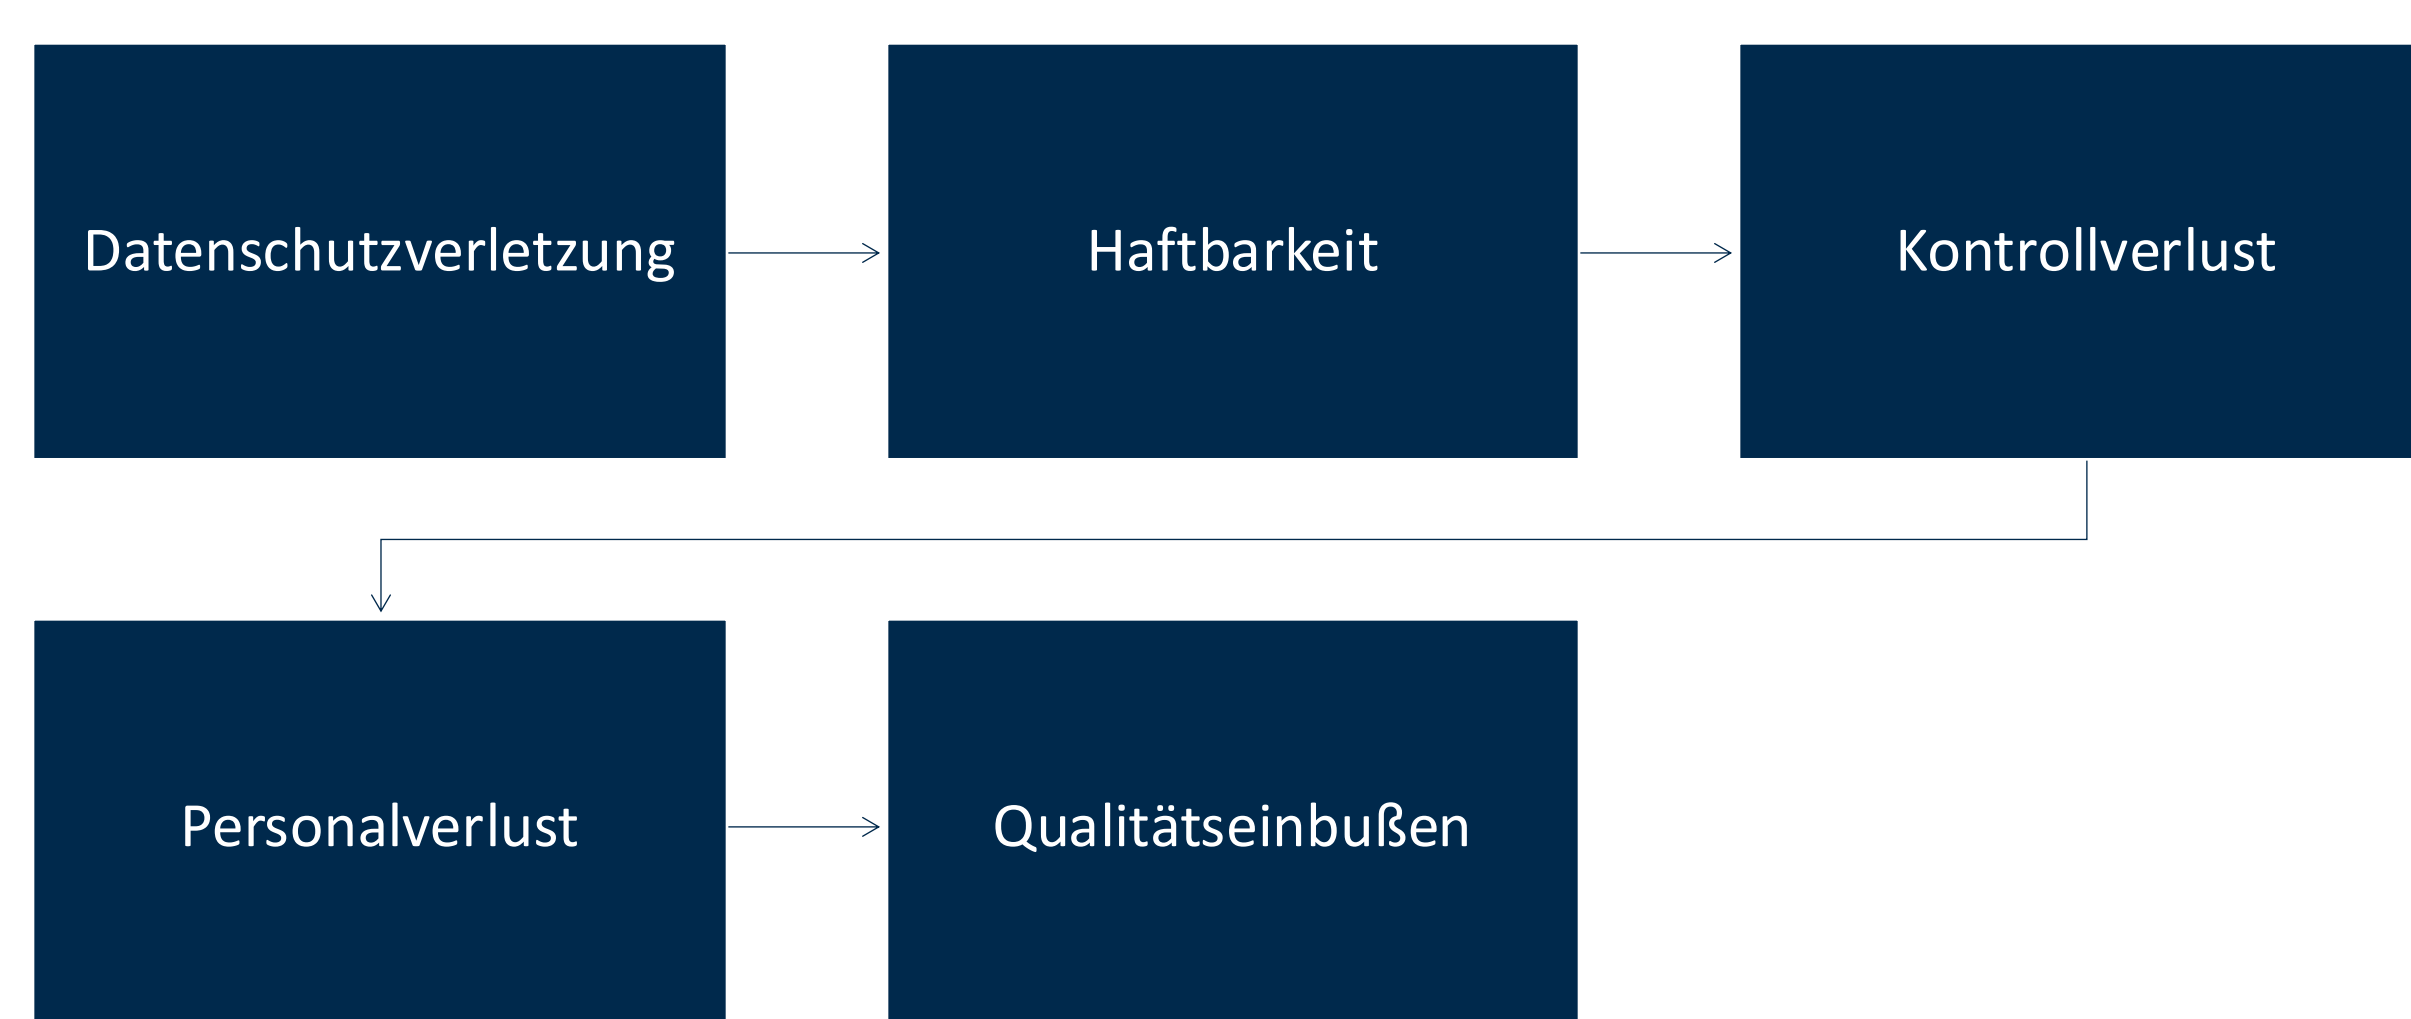 Datenschutzverletzung
Haftbarkeit
Kontrollverlust
Personalverlust
Qualitätseinbußen